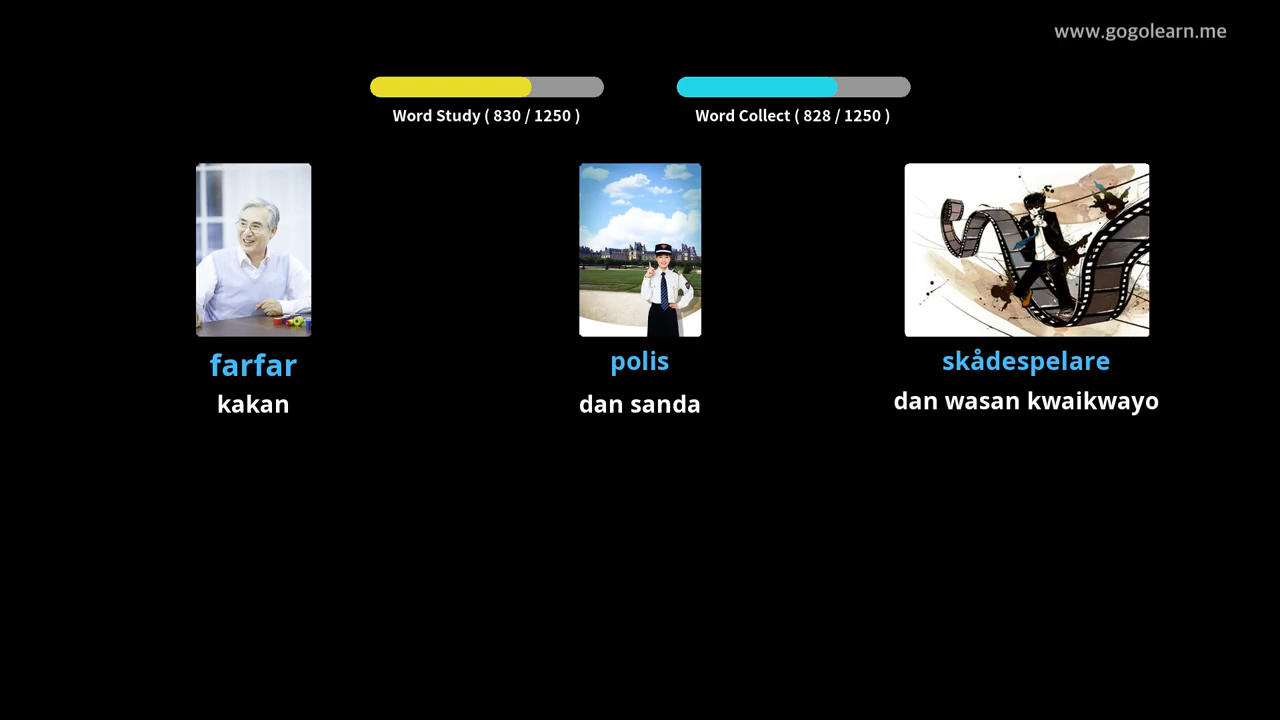 www.gogolearn.me
Word Study ( 830 / 1250 )
Word Collect ( 828 / 1250 )
farfar
kakan
polis
dan sanda
skådespelare
dan wasan kwaikwayo